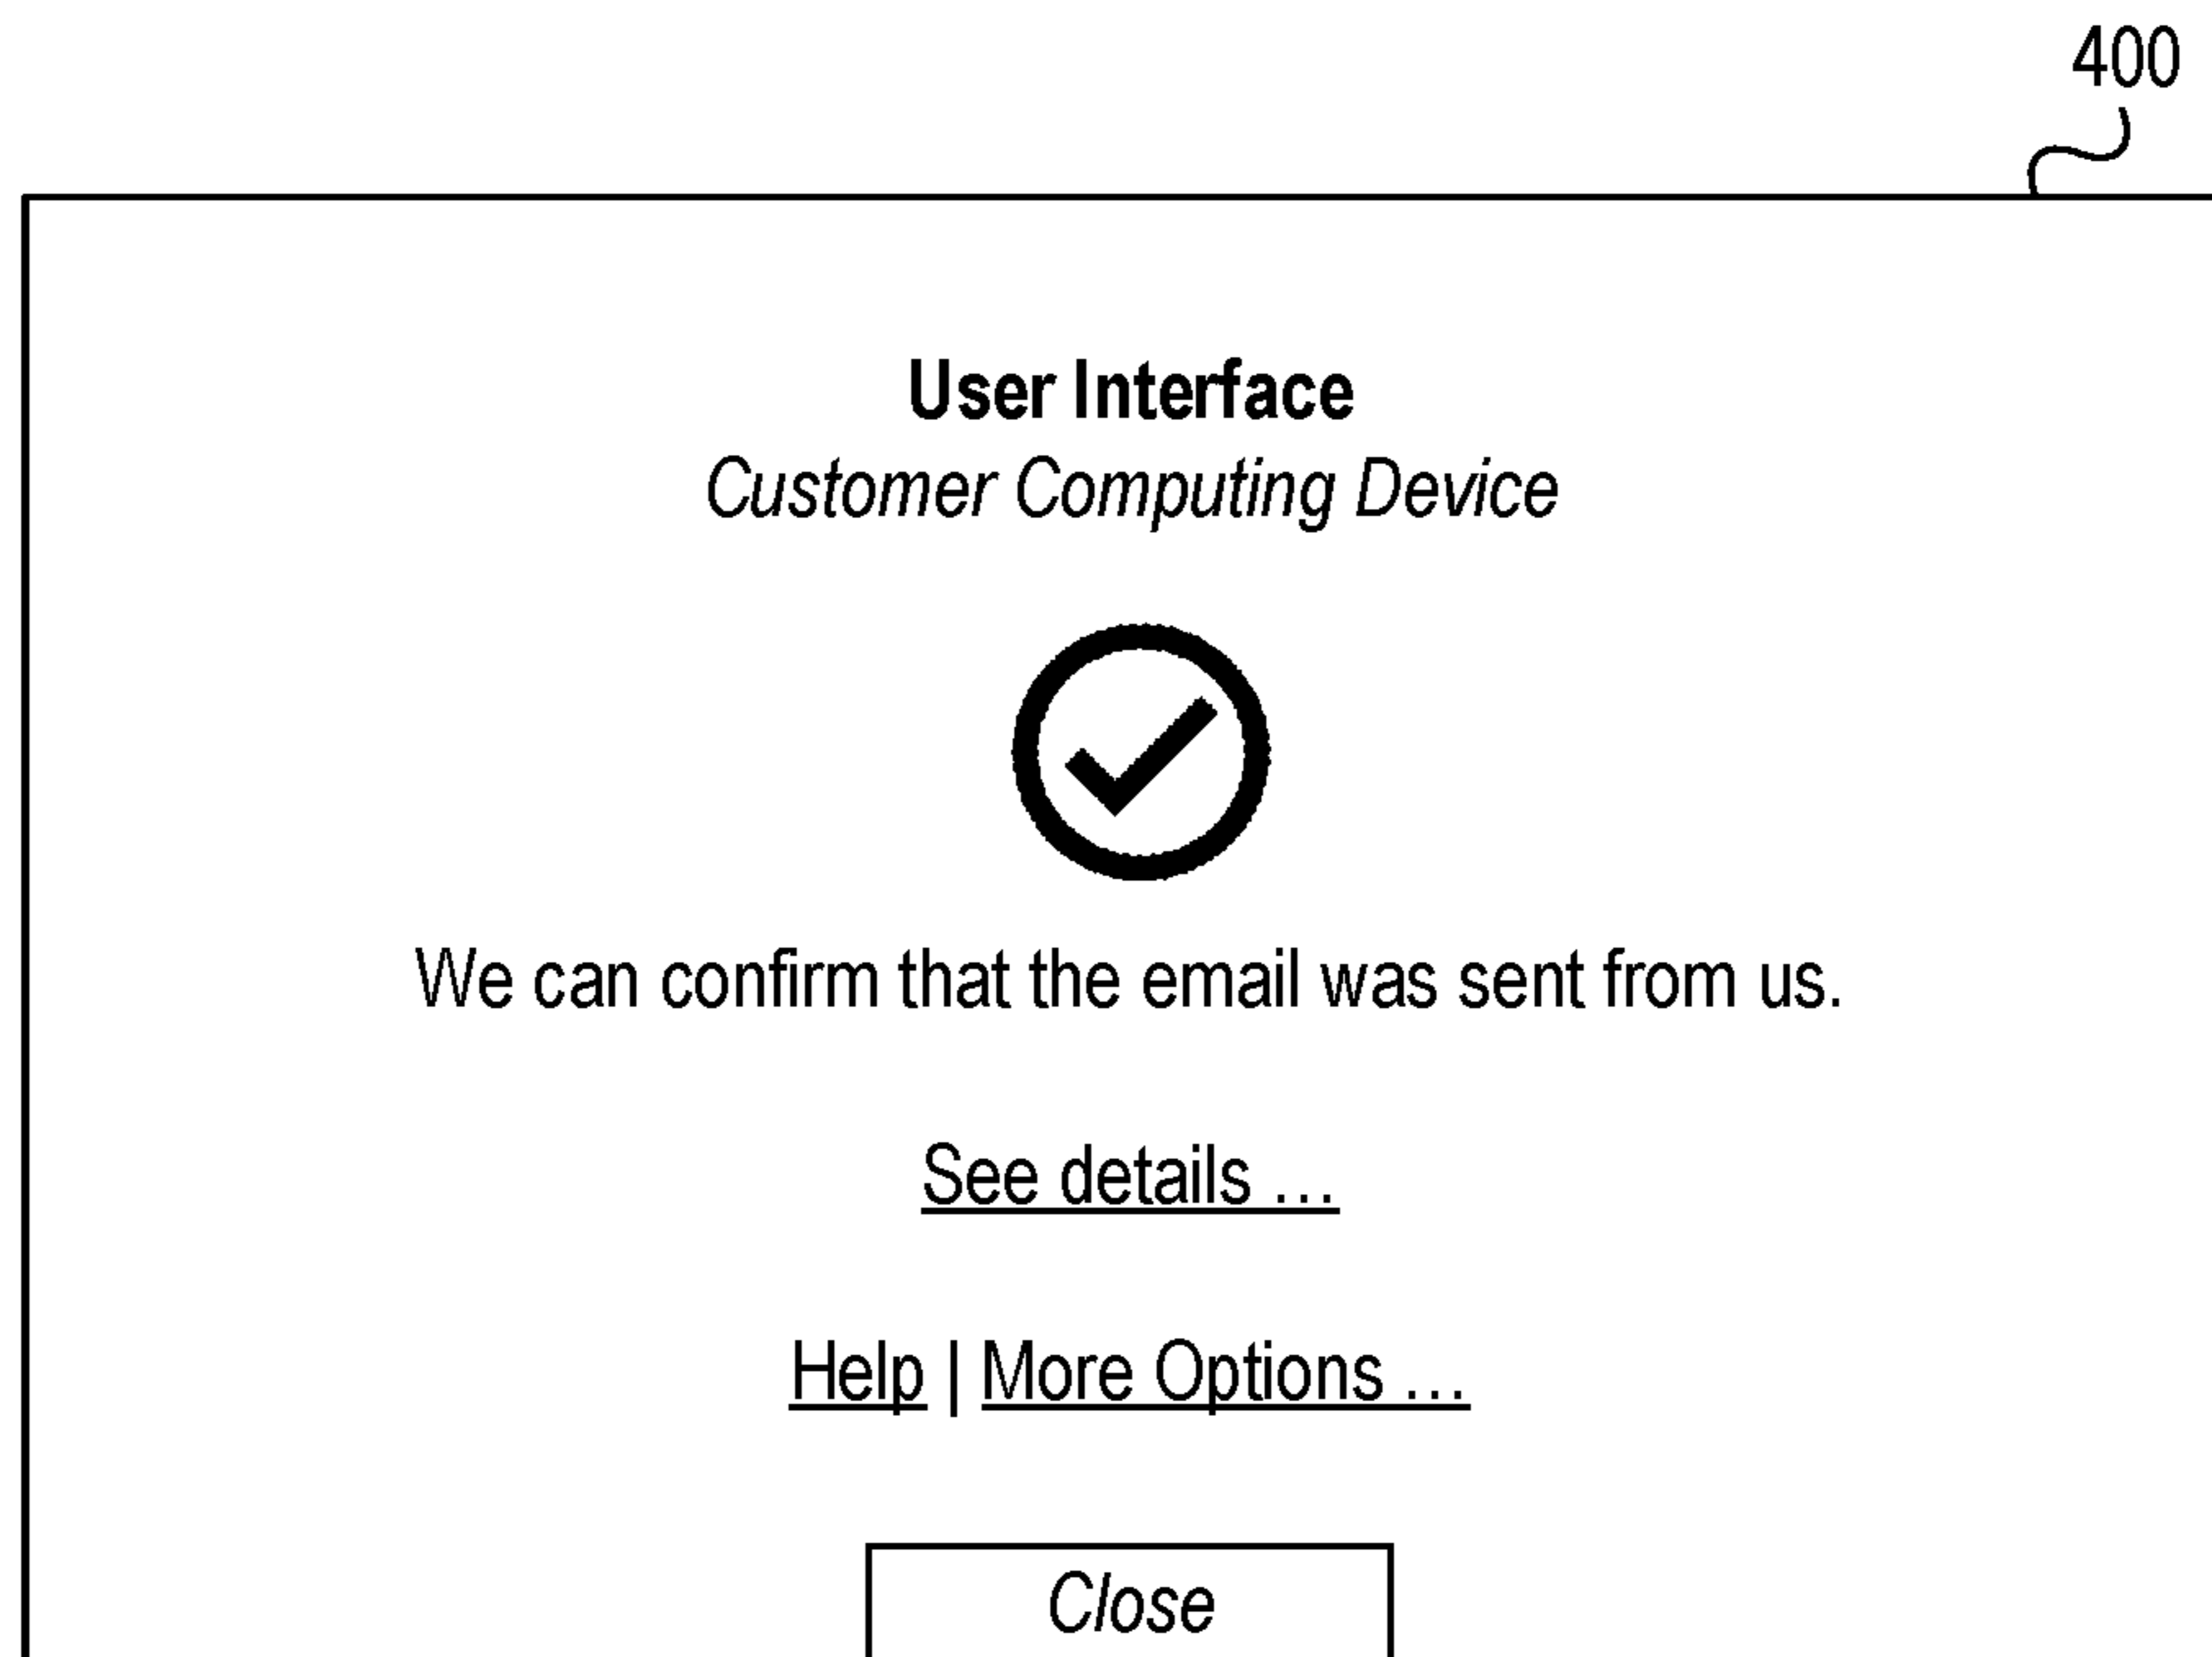 400
User Interface
Customer Computing Device
We can confirm that the email was sent from us.
See details ...
Help | More Options ...
Close